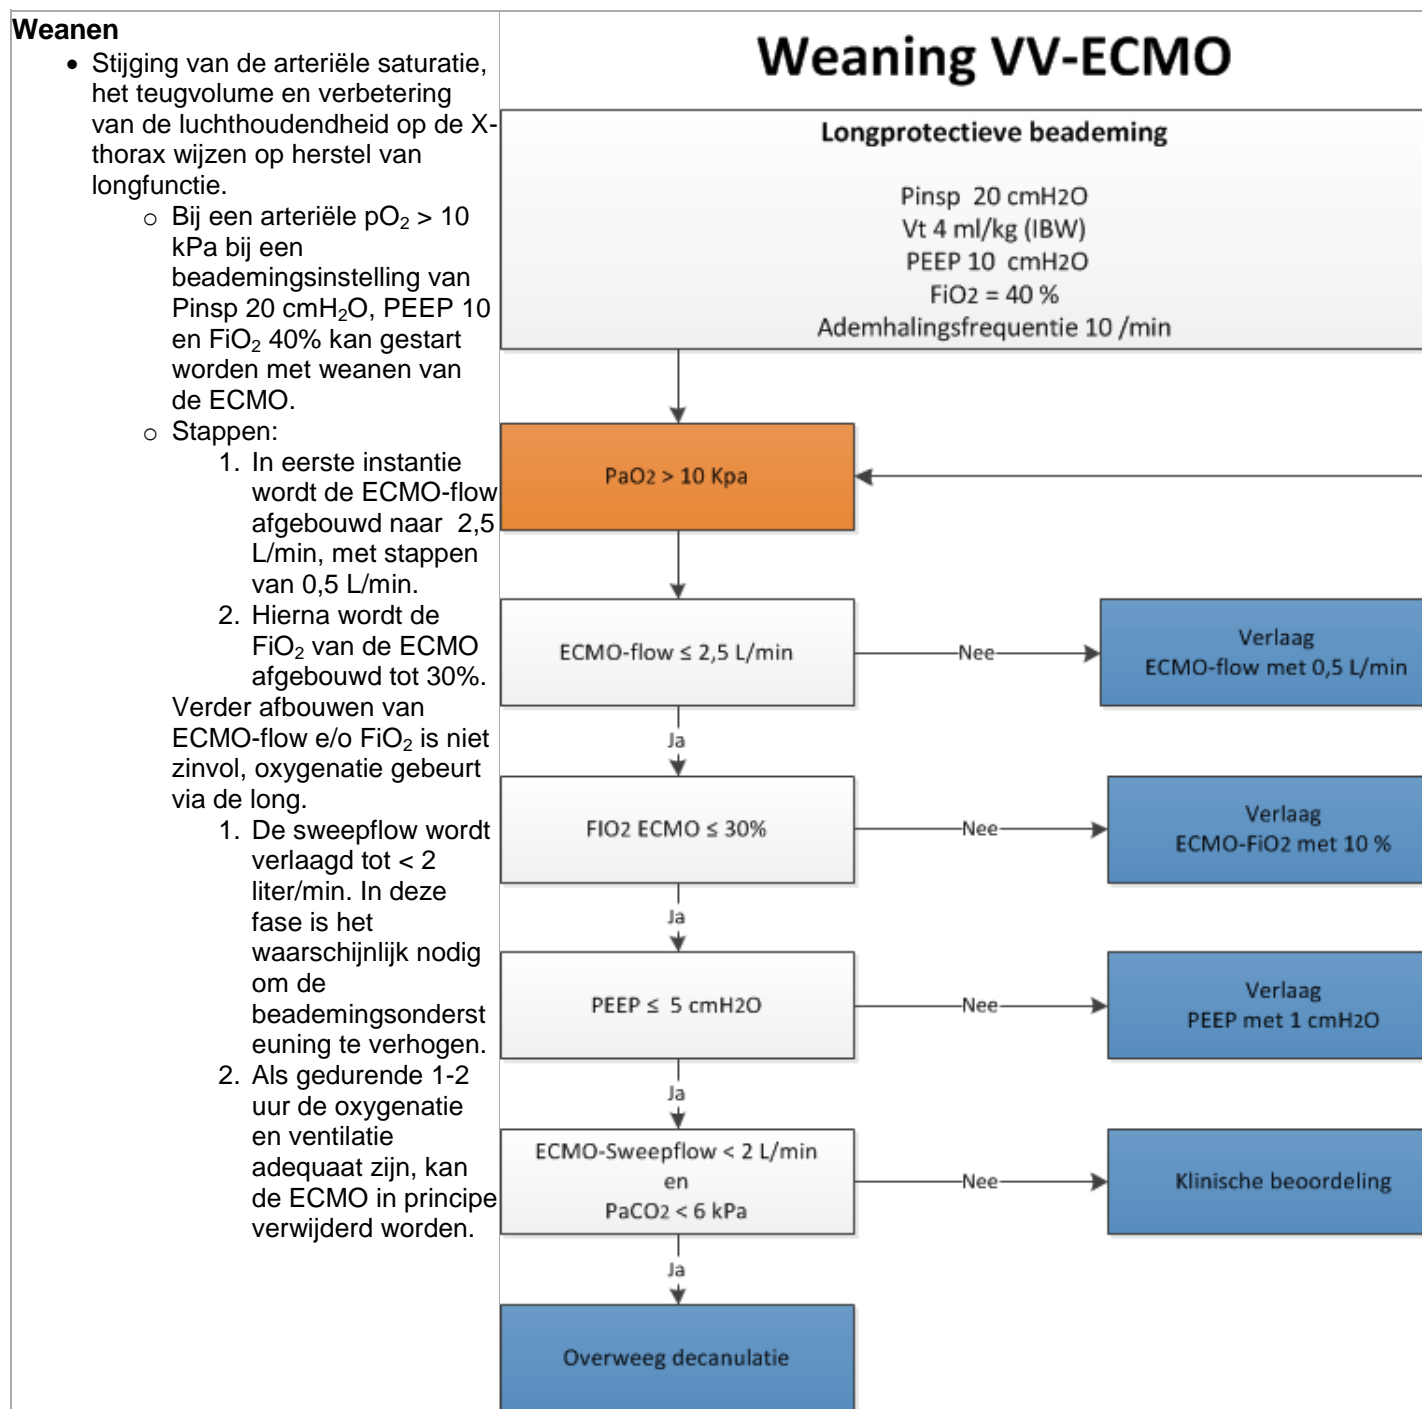 Weanen
• Stijging van de arteriële saturatie,
het teugvolume en verbetering
van de luchthoudendheid op de X-
thorax wijzen op herstel van
longfunctie.
o Bij een arteriële pO2 > 10
kPa bij een
beademingsinstelling van
Pinsp 20 cmH2O, PEEP 10
en FiO2 40% kan gestart
worden met weanen van
de ECMO.
o Stappen:
1. In eerste instantie
wordt de ECMO-flow
afgebouwd naar 2,5
L/min, met stappen
van 0,5 L/min.
2. Hierna wordt de
FiO2 van de ECMO
afgebouwd tot 30%.
Verder afbouwen van
ECMO-flow e/o FiO2 is niet
zinvol, oxygenatie gebeurt
via de long.
1. De sweepflow wordt
verlaagd tot < 2
liter/min. In deze
fase is het
waarschijnlijk nodig
om de
beademingsonderst
euning te verhogen.
2. Als gedurende 1-2
uur de oxygenatie
en ventilatie
adequaat zijn, kan
de ECMO in principe
verwijderd worden.
Weaning VV-ECMO
Longprotectieve beademing
Pinsp 20 cmH2O
Vt 4 ml/kg (IBW)
PEEP 10 cmH2O
FiO2 = 40 %
Ademhalingsfrequentie 10 /min
PaO2 > 10 Kpa
ECMO-flow ≤ 2,5 L/min
Nee
Verlaag
ECMO-flow met 0,5 L/min
Ja
FIO2 ECMO ≤ 30%
Nee
Verlaag
ECMO-FiO2 met 10 %
Ja
PEEP ≤ 5 cmH2O
Nee
Verlaag
PEEP met 1 cmH2O
Ja
ECMO-Sweepflow < 2 L/min
en
PaCO2 < 6 kPa
Nee
Klinische beoordeling
Ja
Overweeg decanulatie